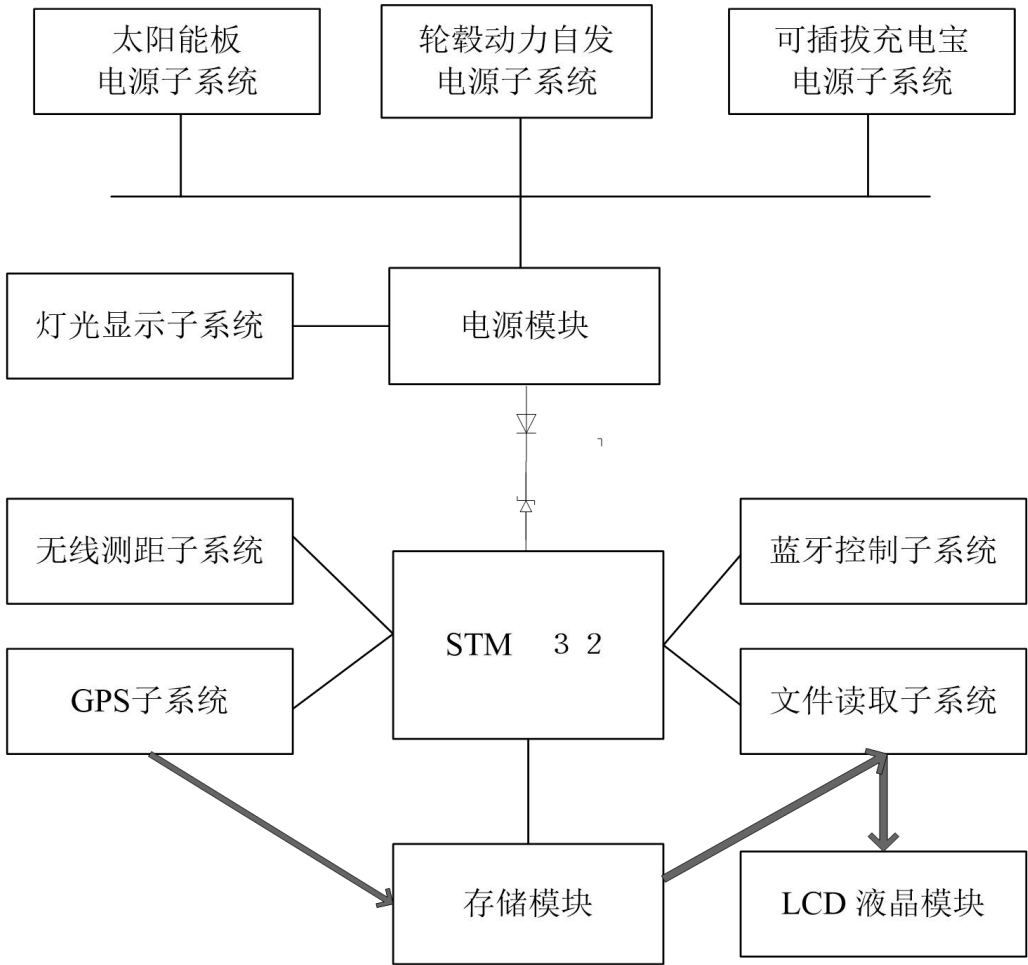 太阳能板
电源子系统
轮毂动力自发
电源子系统
可插拔充电宝
电源子系统
灯光显示子系统
电源模块
无线测距子系统
蓝牙控制子系统
STM 32
GPS子系统
文件读取子系统
存储模块
LCD 液晶模块